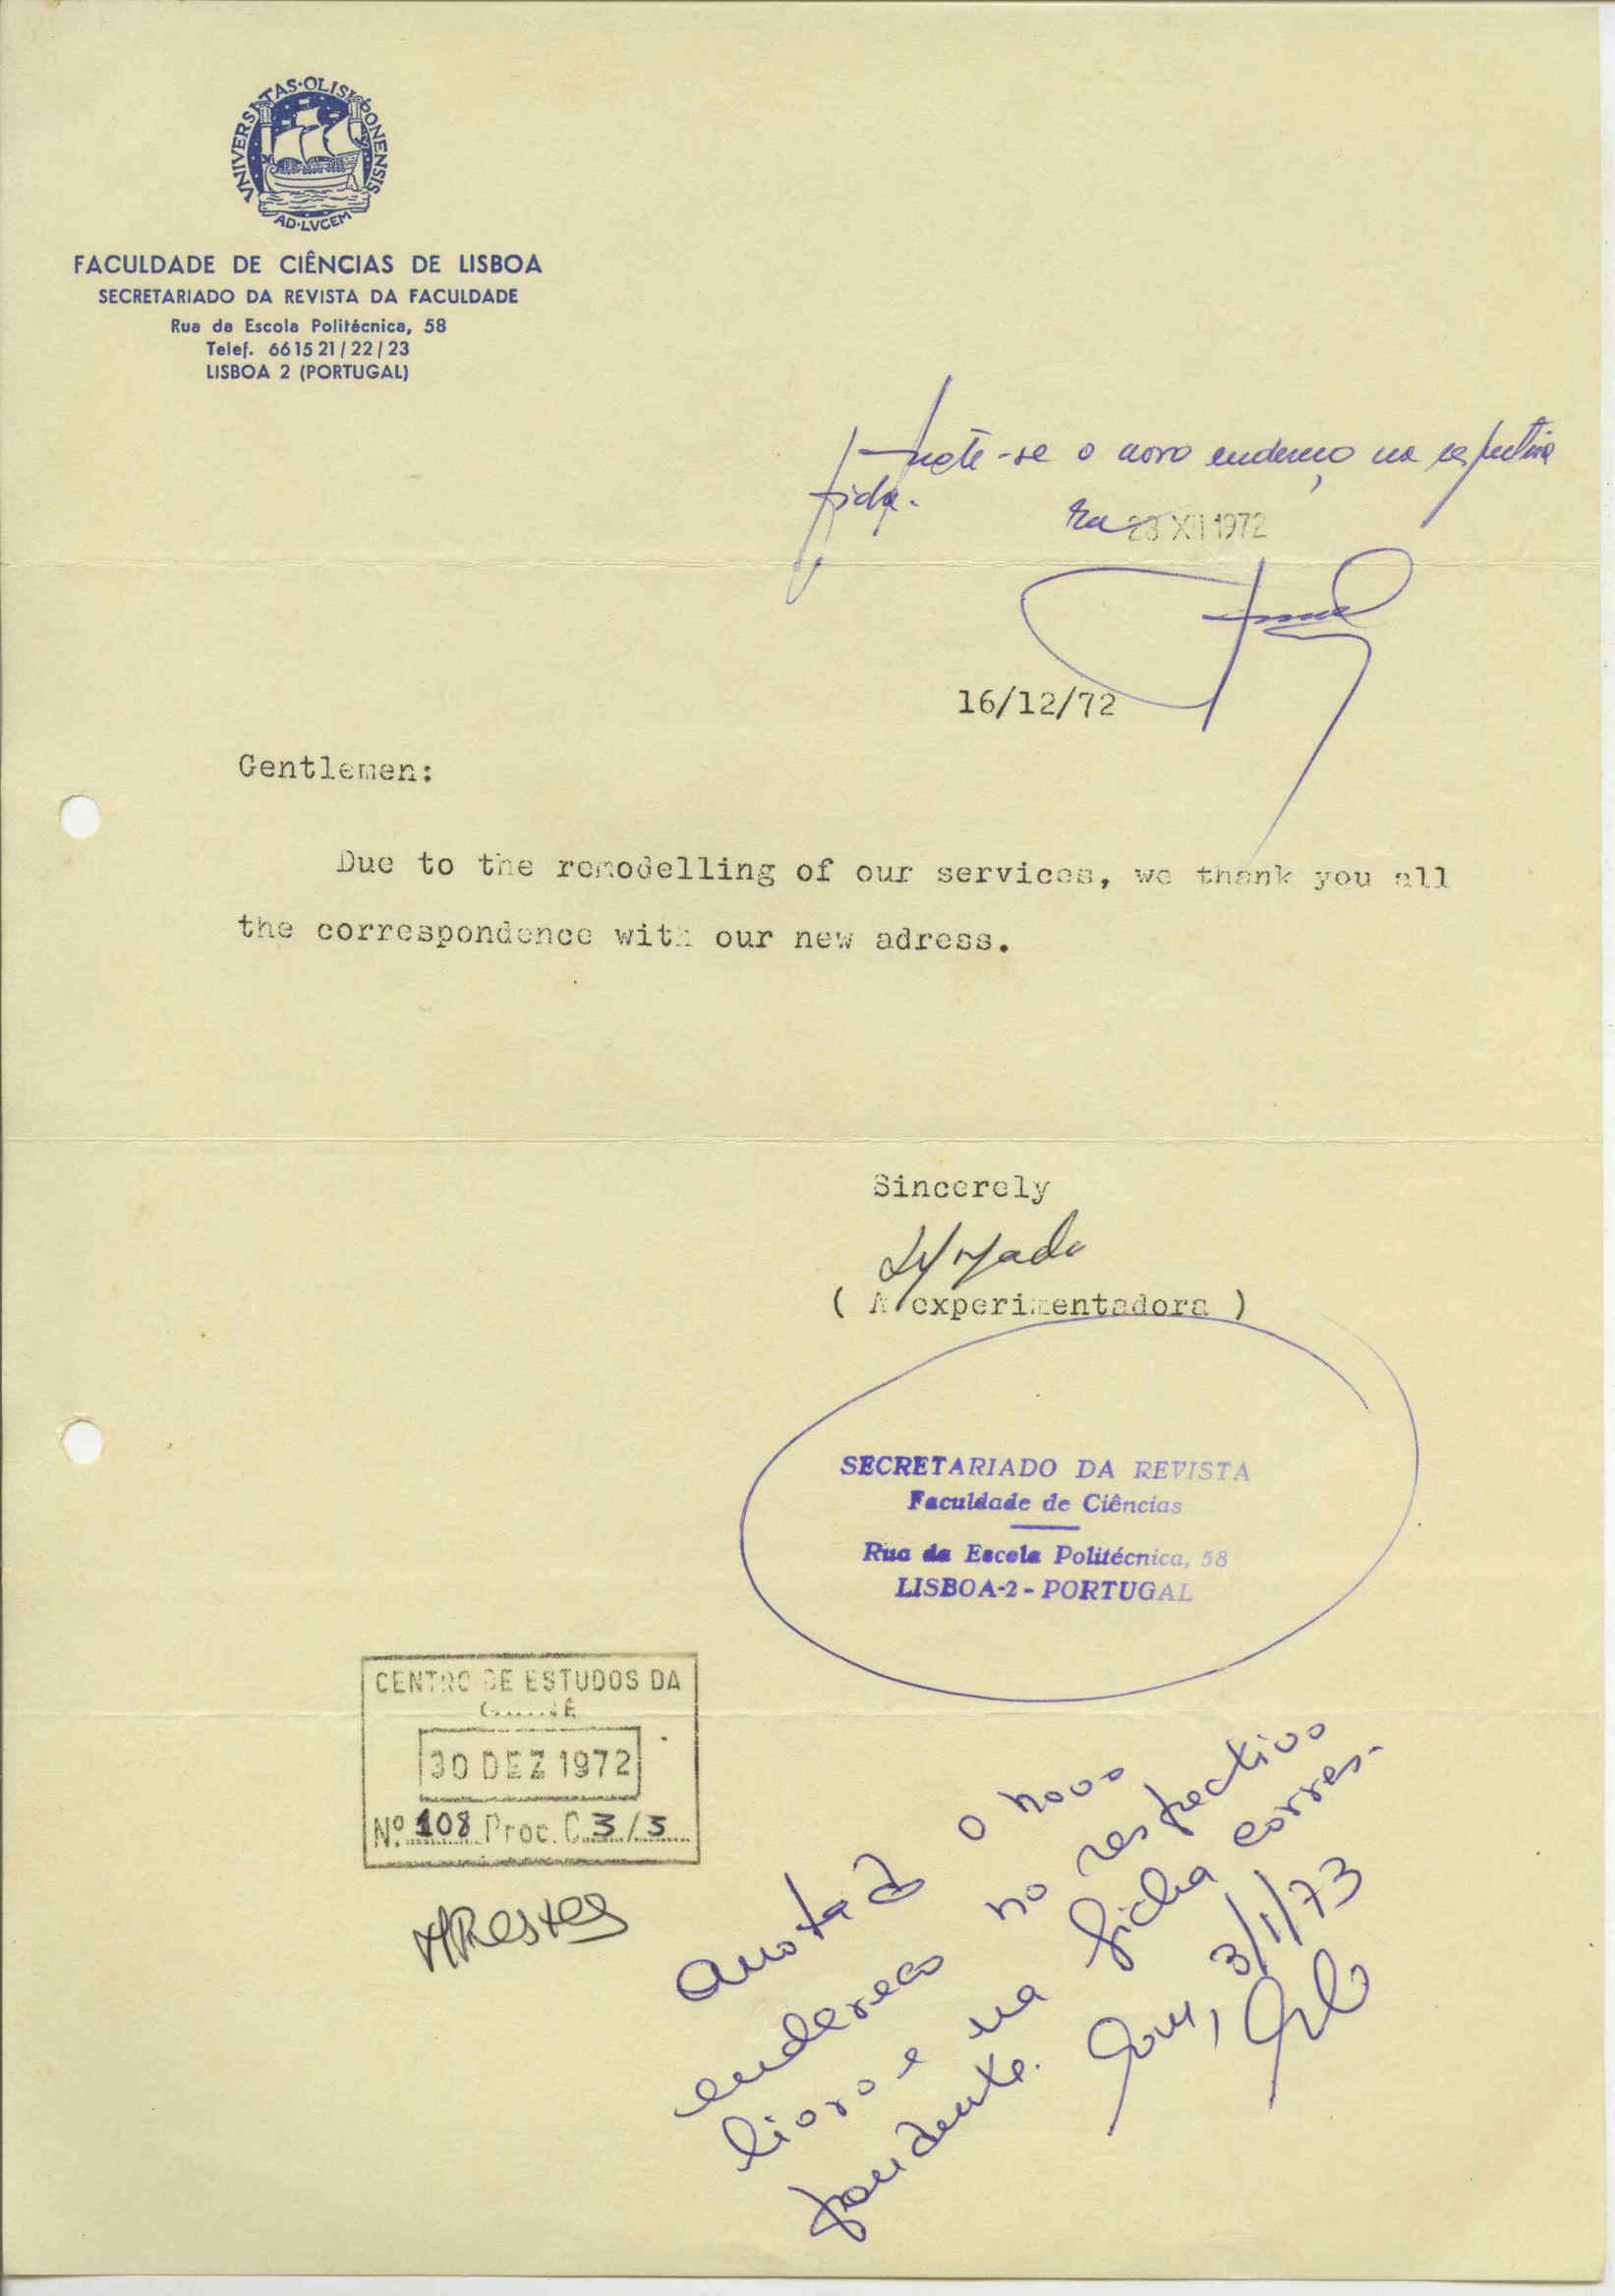 VNIVERSITAS·OLISIPONENSIS
AD·LVCEM
FACULDADE DE CIÊNCIAS DE LISBOA
SECRETARIADO DA REVISTA DA FACULDADE
Rua da Escola Politécnica, 58
Telef. 66 15 21 / 22 / 23
LISBOA 2 (PORTUGAL)
-se o novo endereço na respectiva
ficha.
23 XII 1972
16/12/72
Gentlemen:
Due to the remodelling of our services, we thank you all
the correspondence with our new adress.
Sincerely
( A experimentadora )
SECRETARIADO DA REVISTA
Faculdade de Ciências
Rua da Escola Politécnica, 58
LISBOA-2 - PORTUGAL
CENTRO DE ESTUDOS DA
GUINÉ
30 DEZ 1972
Nº. 108 Proc. C 3/3
Anotado o novo
endereço no respectivo
livro e na ficha corres-
pondente. 3/1/73